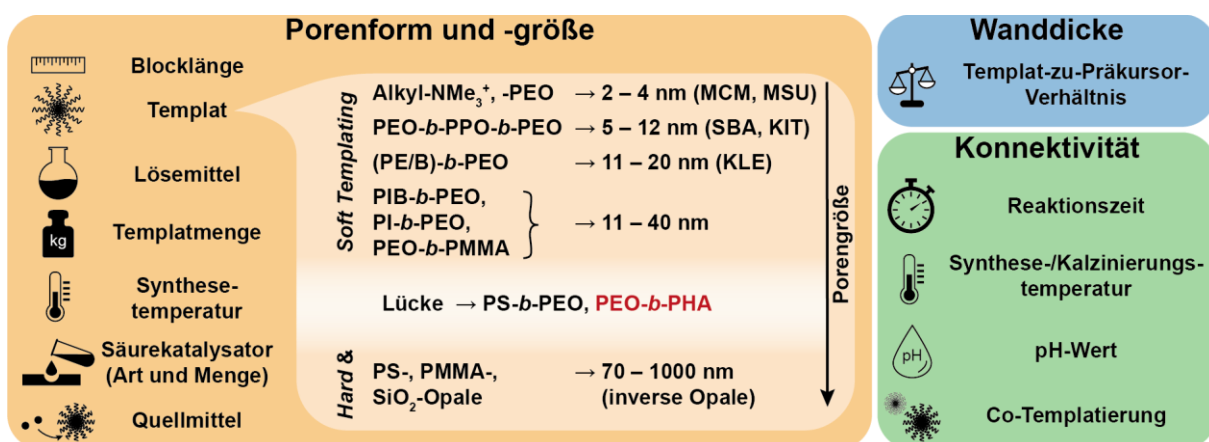 Porenform und -größe
Blocklänge
Templat
Lösemittel
kg
Templatmenge
Synthese-
temperatur
Säurekatalysator
(Art und Menge)
Quellmittel
Soft Templating
Alkyl-NMe₃⁺, -PEO → 2 – 4 nm (MCM, MSU)
PEO-b-PPO-b-PEO → 5 – 12 nm (SBA, KIT)
(PE/B)-b-PEO → 11 – 20 nm (KLE)
PIB-b-PEO,
PI-b-PEO, → 11 – 40 nm
PEO-b-PMMA
Lücke → PS-b-PEO, PEO-b-PHA
Hard &
PS-, PMMA-, → 70 – 1000 nm
SiO₂-Opale (inverse Opale)
Porengröße
Wanddicke
Templat-zu-Präkursor-
Verhältnis
Konnektivität
Reaktionszeit
Synthese-/Kalzinierungs-
temperatur
pH
pH-Wert
Co-Templatierung